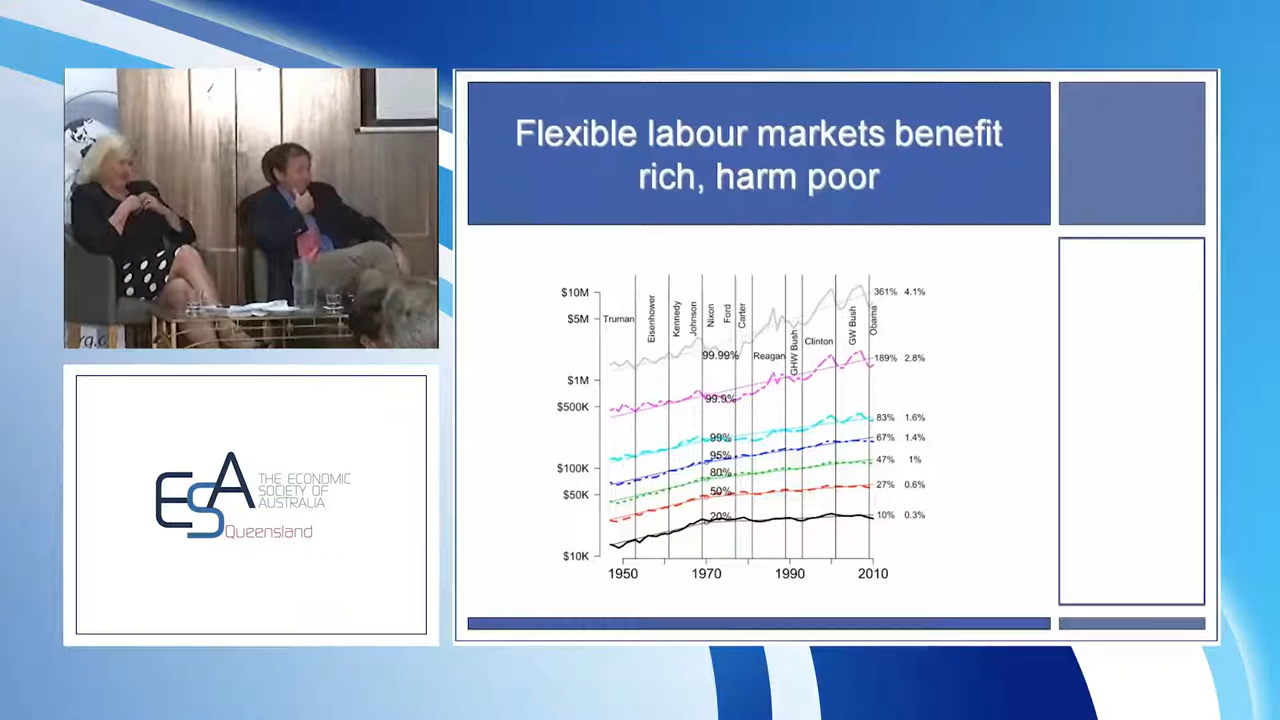 Flexible labour markets benefit
rich, harm poor
rg.c
ESA
THE ECONOMIC
SOCIETY OF
AUSTRALIA
Queensland
$10M
$5M
$1M
$500K
$100K
$50K
$10K
Truman
Eisenhower
Kennedy
Johnson
Nixon
Ford
Carter
Reagan
GHW Bush
Clinton
GW Bush
Obama
99.99%
99.9%
99%
95%
80%
50%
20%
361% 4.1%
189% 2.8%
83% 1.6%
67% 1.4%
47% 1%
27% 0.6%
10% 0.3%
1950 1970 1990 2010